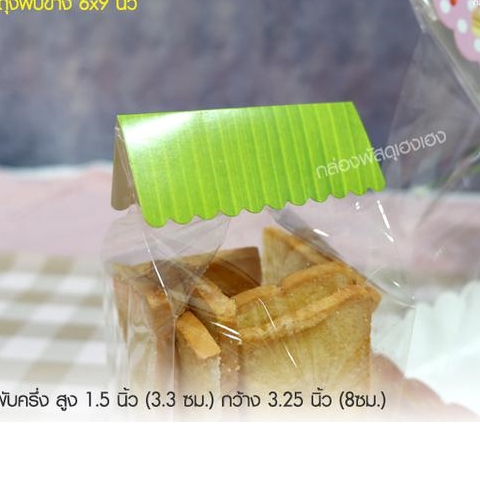 ถุงพับข้าง 6x9 นิ้ว
กล่องพัสดุเฮงเฮง
พับครึ่ง สูง 1.5 นิ้ว (3.3 ซม.) กว้าง 3.25 นิ้ว (8ซม.)